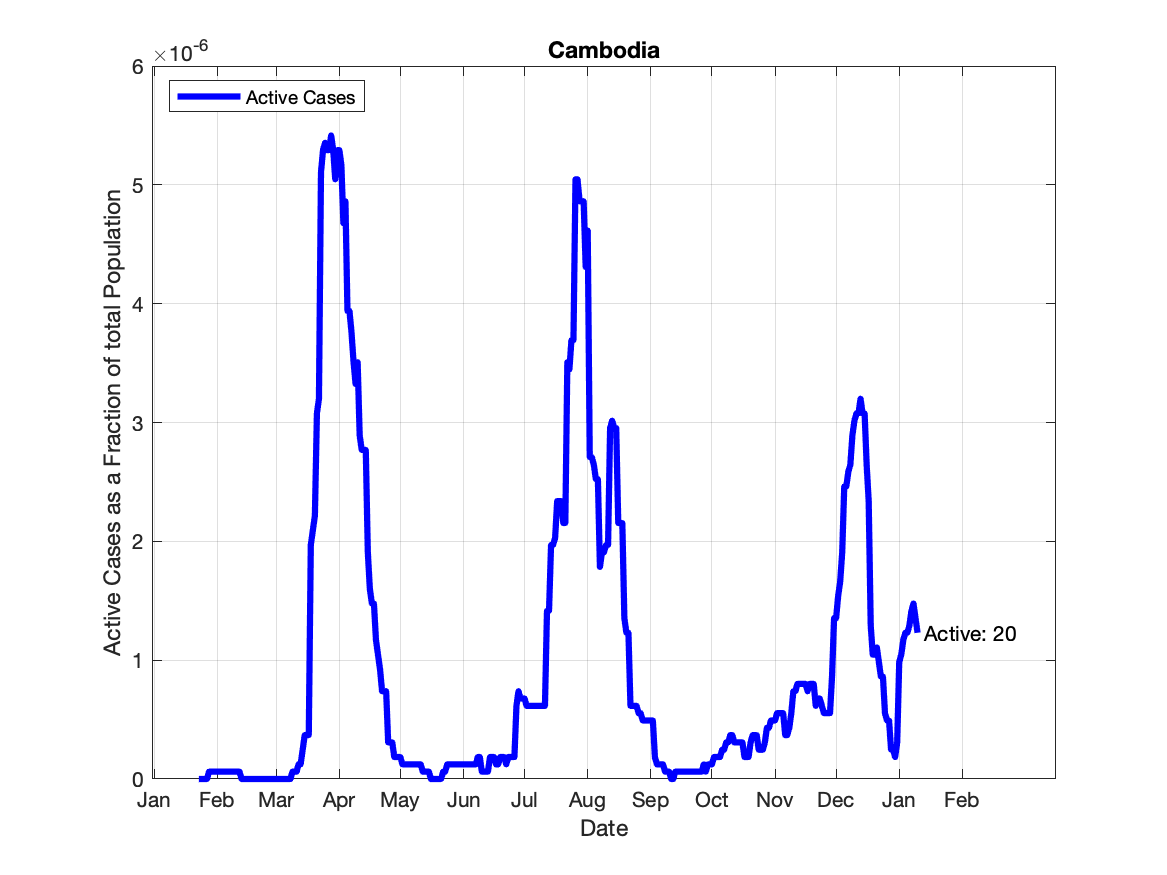 Cambodia
×10-6
Active Cases
6
5
4
3
2
1
0
Active Cases as a Fraction of total Population
Active: 20
Jan Feb Mar Apr May Jun Jul Aug Sep Oct Nov Dec Jan Feb
Date